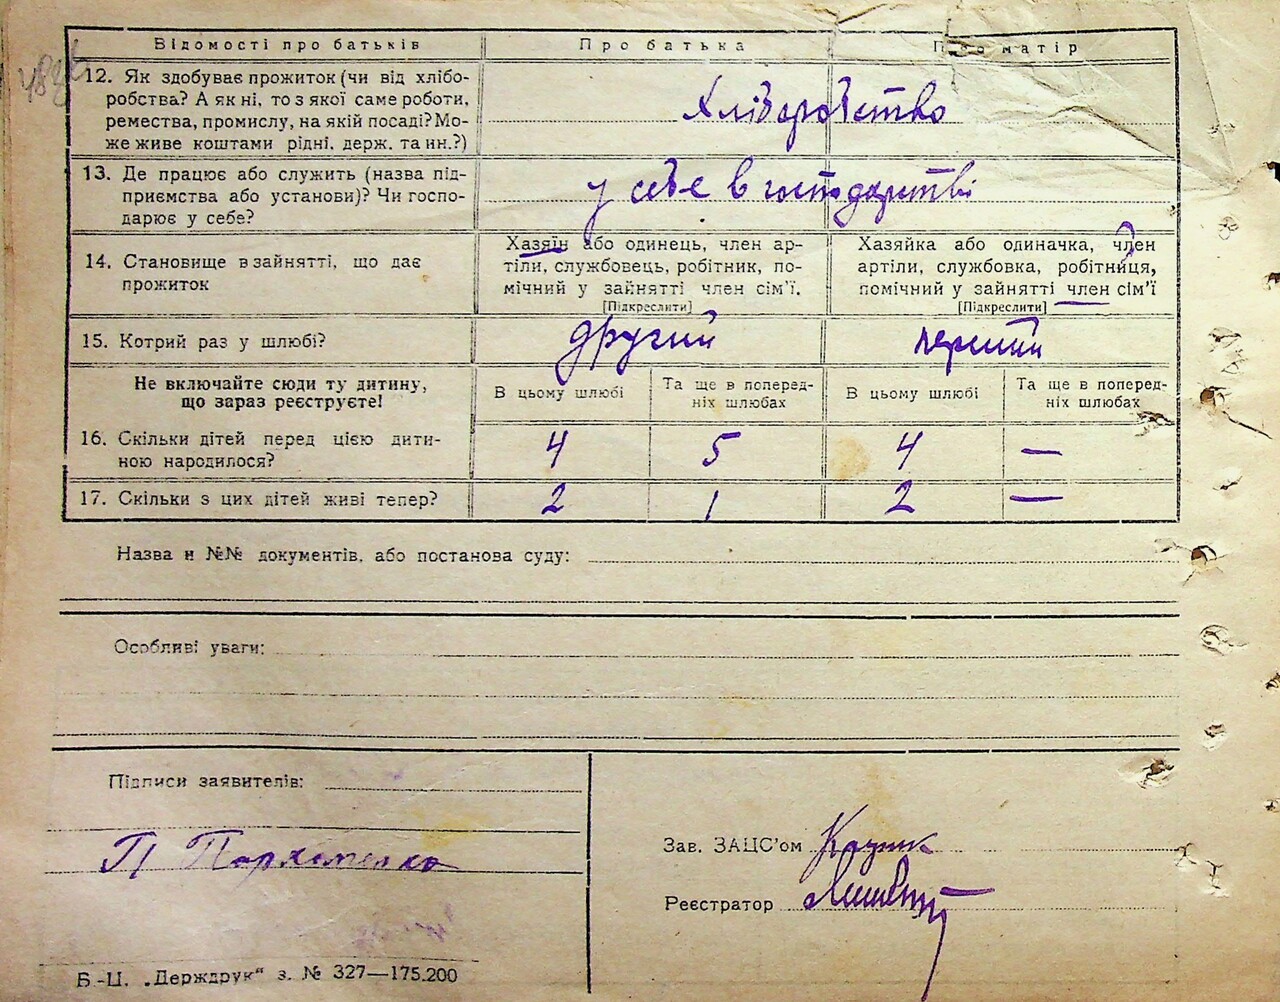 Відомості про батьків Про батька Про матір
12. Як здобуває прожиток (чи від хлібо-
робства? А як ні, то з якої саме роботи,
ремества, промислу, на якій посаді? Мо-
же живе коштами рідні, держ. та ин.?)
Хліборобство
13. Де працює або служить (назва під-
приємства або установи)? Чи госпо-
дарює у себе?
у себе в господарстві
14. Становище в зайнятті, що дає
прожиток
Хазяїн або одинець, член ар-
тіли, службовець, робітник, по-
мічний у зайнятті член сім'ї.
[Підкреслити]
Хазяйка або одиначка, член
артіли, службовка, робітниця,
помічний у зайнятті член сім'ї
[Підкреслити]
15. Котрий раз у шлюбі? другий перший
Не включайте сюди ту дитину,
що зараз реєструєте!
В цьому шлюбі
Та ще в поперед-
ніх шлюбах
В цьому шлюбі
Та ще в поперед-
ніх шлюбах
16. Скільки дітей перед цією дити-
ною народилося?
4 5 4 —
17. Скільки з цих дітей живі тепер? 2 1 2 —
Назва и №№ документів, або постанова суду:
Особливі уваги:
Підписи заявителів:
П Пархоменко
Зав. ЗАЦС'ом
Реєстратор
Б.-Ц. „Держдрук" з. № 327—175.200